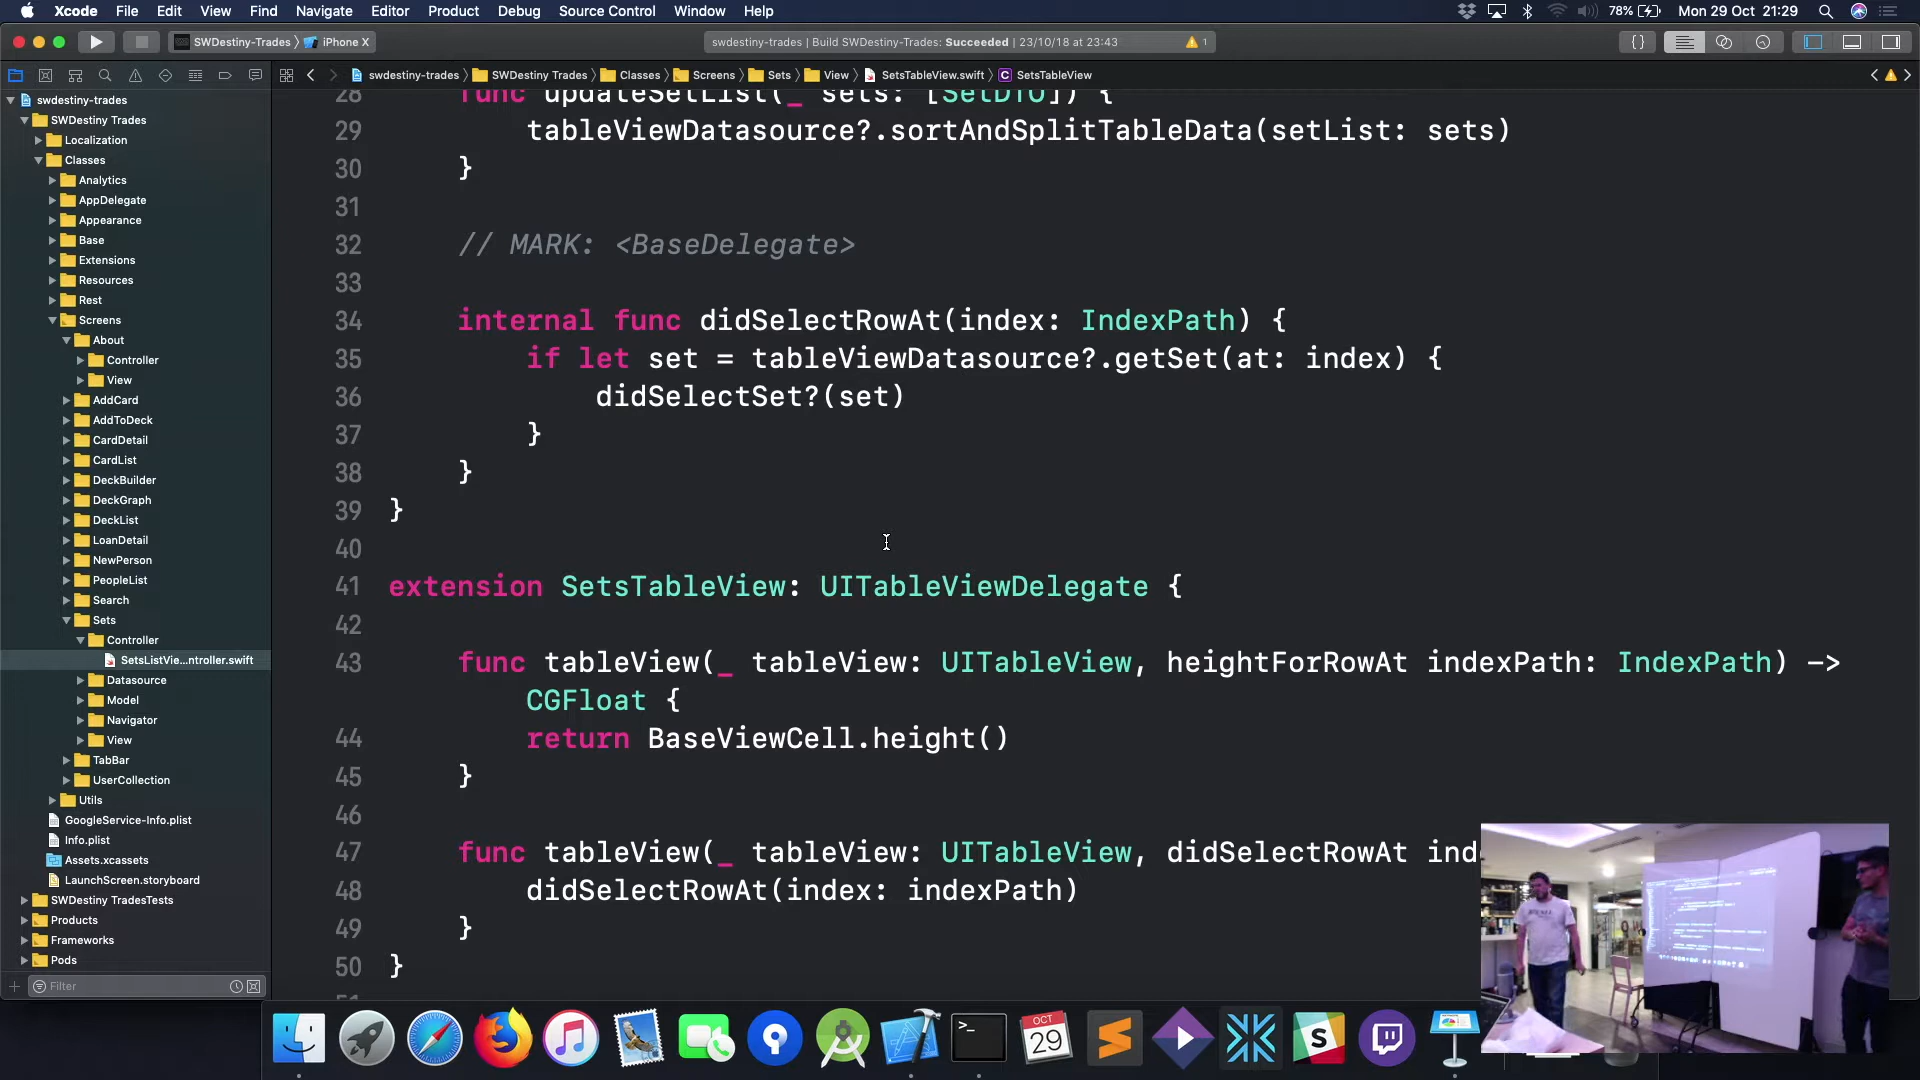 Xcode File Edit View Find Navigate Editor Product Debug Source Control Window Help 78% Mon 29 Oct 21:29
SWDestiny-Trades iPhone X swdestiny-trades | Build SWDestiny-Trades: Succeeded | 23/10/18 at 23:43 1
swdestiny-trades SWDestiny Trades Classes Screens Sets View SetsTableView.swift C SetsTableView
swdestiny-trades
SWDestiny Trades
Localization
Classes
Analytics
AppDelegate
Appearance
Base
Extensions
Resources
Rest
Screens
About
Controller
View
AddCard
AddToDeck
CardDetail
CardList
DeckBuilder
DeckGraph
DeckList
LoanDetail
NewPerson
PeopleList
Search
Sets
Controller
SetsListVie...ntroller.swift
Datasource
Model
Navigator
View
TabBar
UserCollection
Utils
GoogleService-Info.plist
Info.plist
Assets.xcassets
LaunchScreen.storyboard
SWDestiny TradesTests
Products
Frameworks
Pods
Filter
28 func updateSetList(_ sets: [SetDTO]) {
29 tableViewDatasource?.sortAndSplitTableData(setList: sets)
30 }
31
32 // MARK: <BaseDelegate>
33
34 internal func didSelectRowAt(index: IndexPath) {
35 if let set = tableViewDatasource?.getSet(at: index) {
36 didSelectSet?(set)
37 }
38 }
39 }
40
41 extension SetsTableView: UITableViewDelegate {
42
43 func tableView(_ tableView: UITableView, heightForRowAt indexPath: IndexPath) ->
CGFloat {
44 return BaseViewCell.height()
45 }
46
47 func tableView(_ tableView: UITableView, didSelectRowAt ind
48 didSelectRowAt(index: indexPath)
49 }
50 }
OCT
29